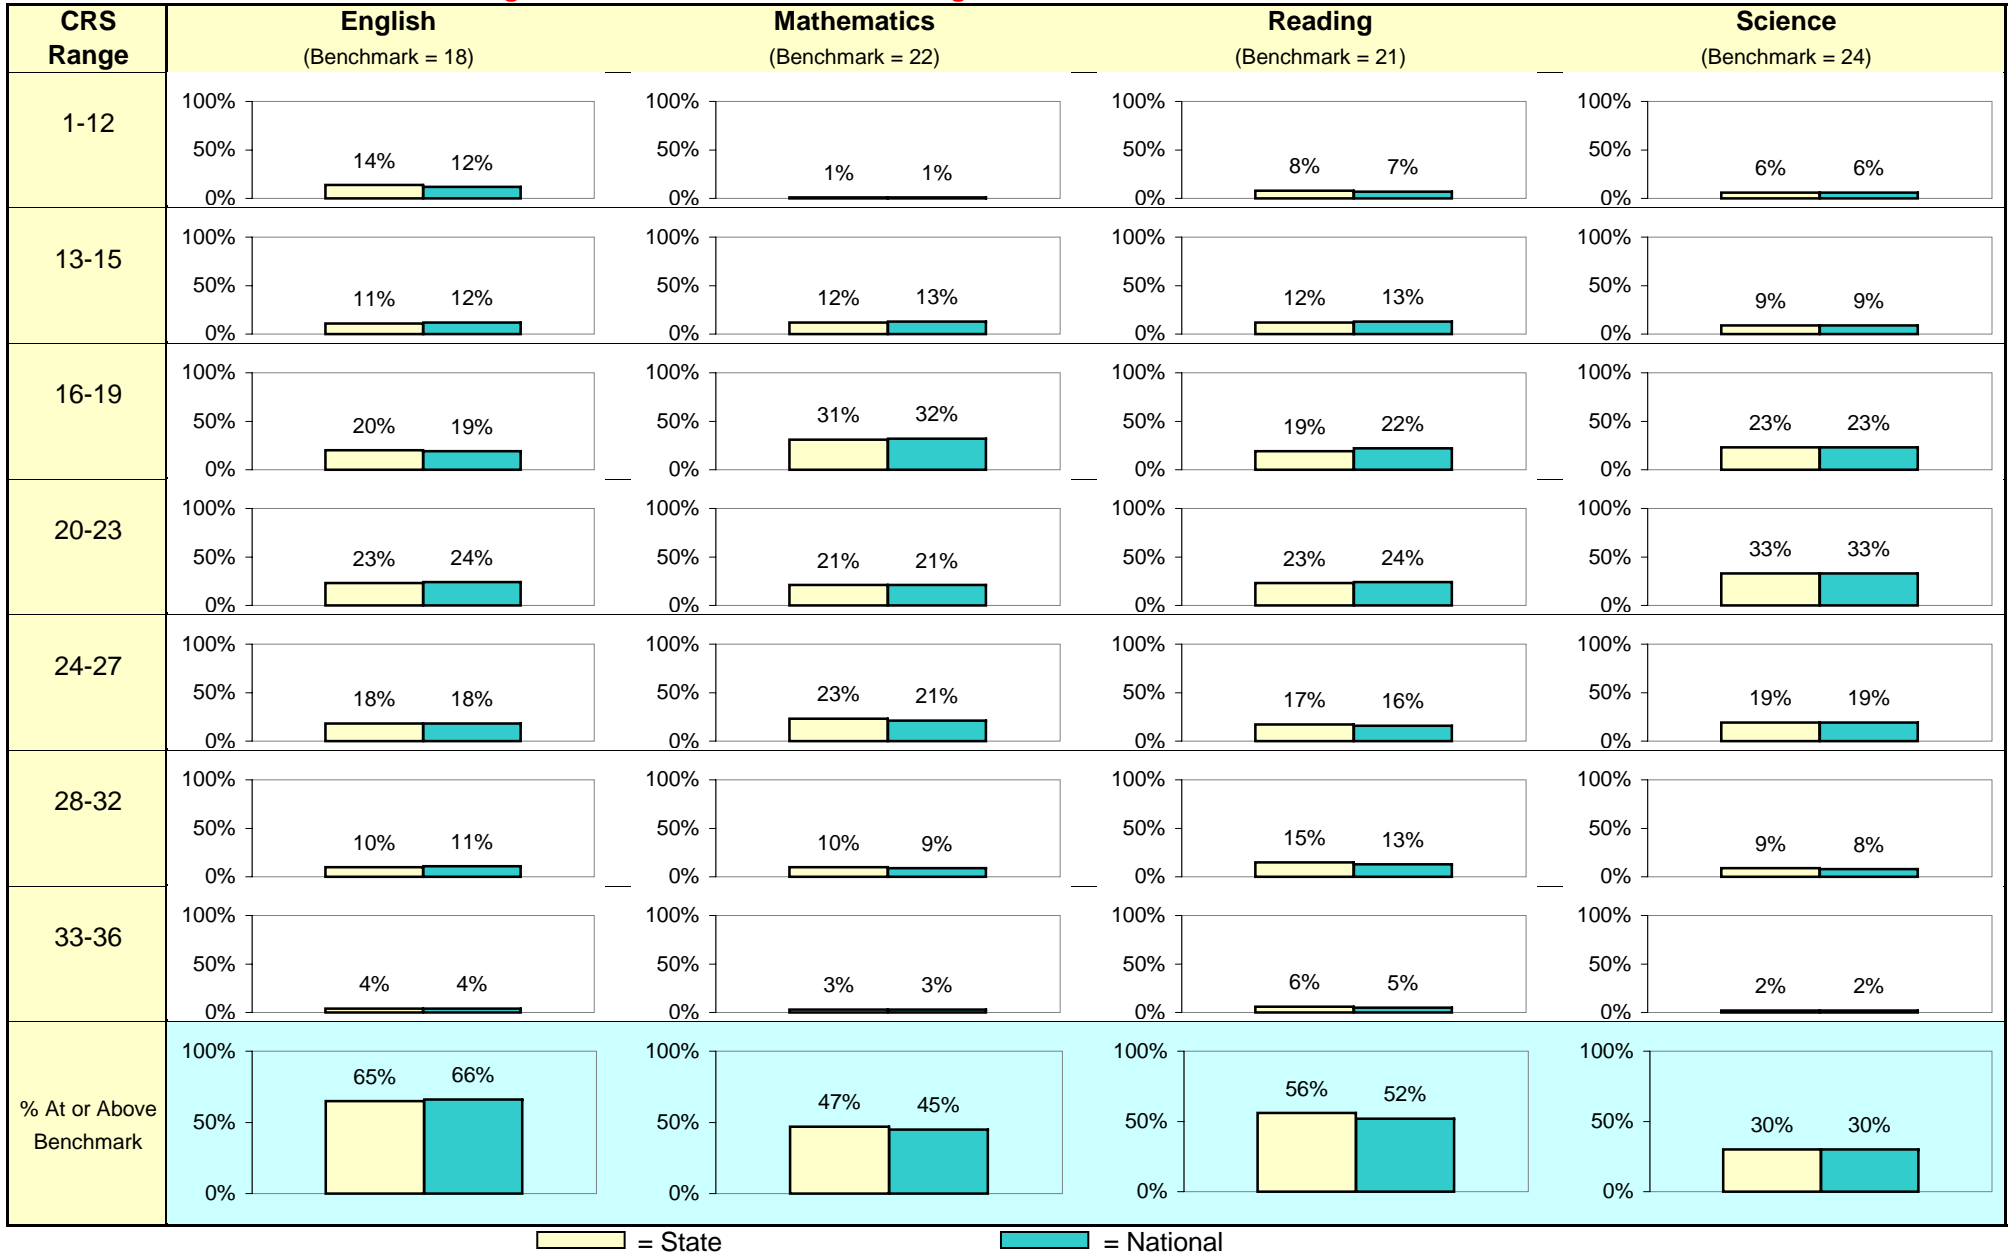 CRS Range English Mathematics Reading Science
(Benchmark = 18) (Benchmark = 22) (Benchmark = 21) (Benchmark = 24)
1-12
100% 100% 100% 100%
50% 14% 12% 50% 1% 1% 50% 8% 7% 50% 6% 6%
0% 0% 0% 0%
13-15
100% 100% 100% 100%
50% 11% 12% 50% 12% 13% 50% 12% 13% 50% 9% 9%
0% 0% 0% 0%
16-19
100% 100% 100% 100%
50% 20% 19% 50% 31% 32% 50% 19% 22% 50% 23% 23%
0% 0% 0% 0%
20-23
100% 100% 100% 100%
50% 23% 24% 50% 21% 21% 50% 23% 24% 50% 33% 33%
0% 0% 0% 0%
24-27
100% 100% 100% 100%
50% 18% 18% 50% 23% 21% 50% 17% 16% 50% 19% 19%
0% 0% 0% 0%
28-32
100% 100% 100% 100%
50% 10% 11% 50% 10% 9% 50% 15% 13% 50% 9% 8%
0% 0% 0% 0%
33-36
100% 100% 100% 100%
50% 4% 4% 50% 3% 3% 50% 6% 5% 50% 2% 2%
0% 0% 0% 0%
% At or Above
Benchmark
100% 65% 66% 100% 47% 45% 100% 56% 52% 100% 30% 30%
50% 50% 50% 50%
0% 0% 0% 0%
= State = National